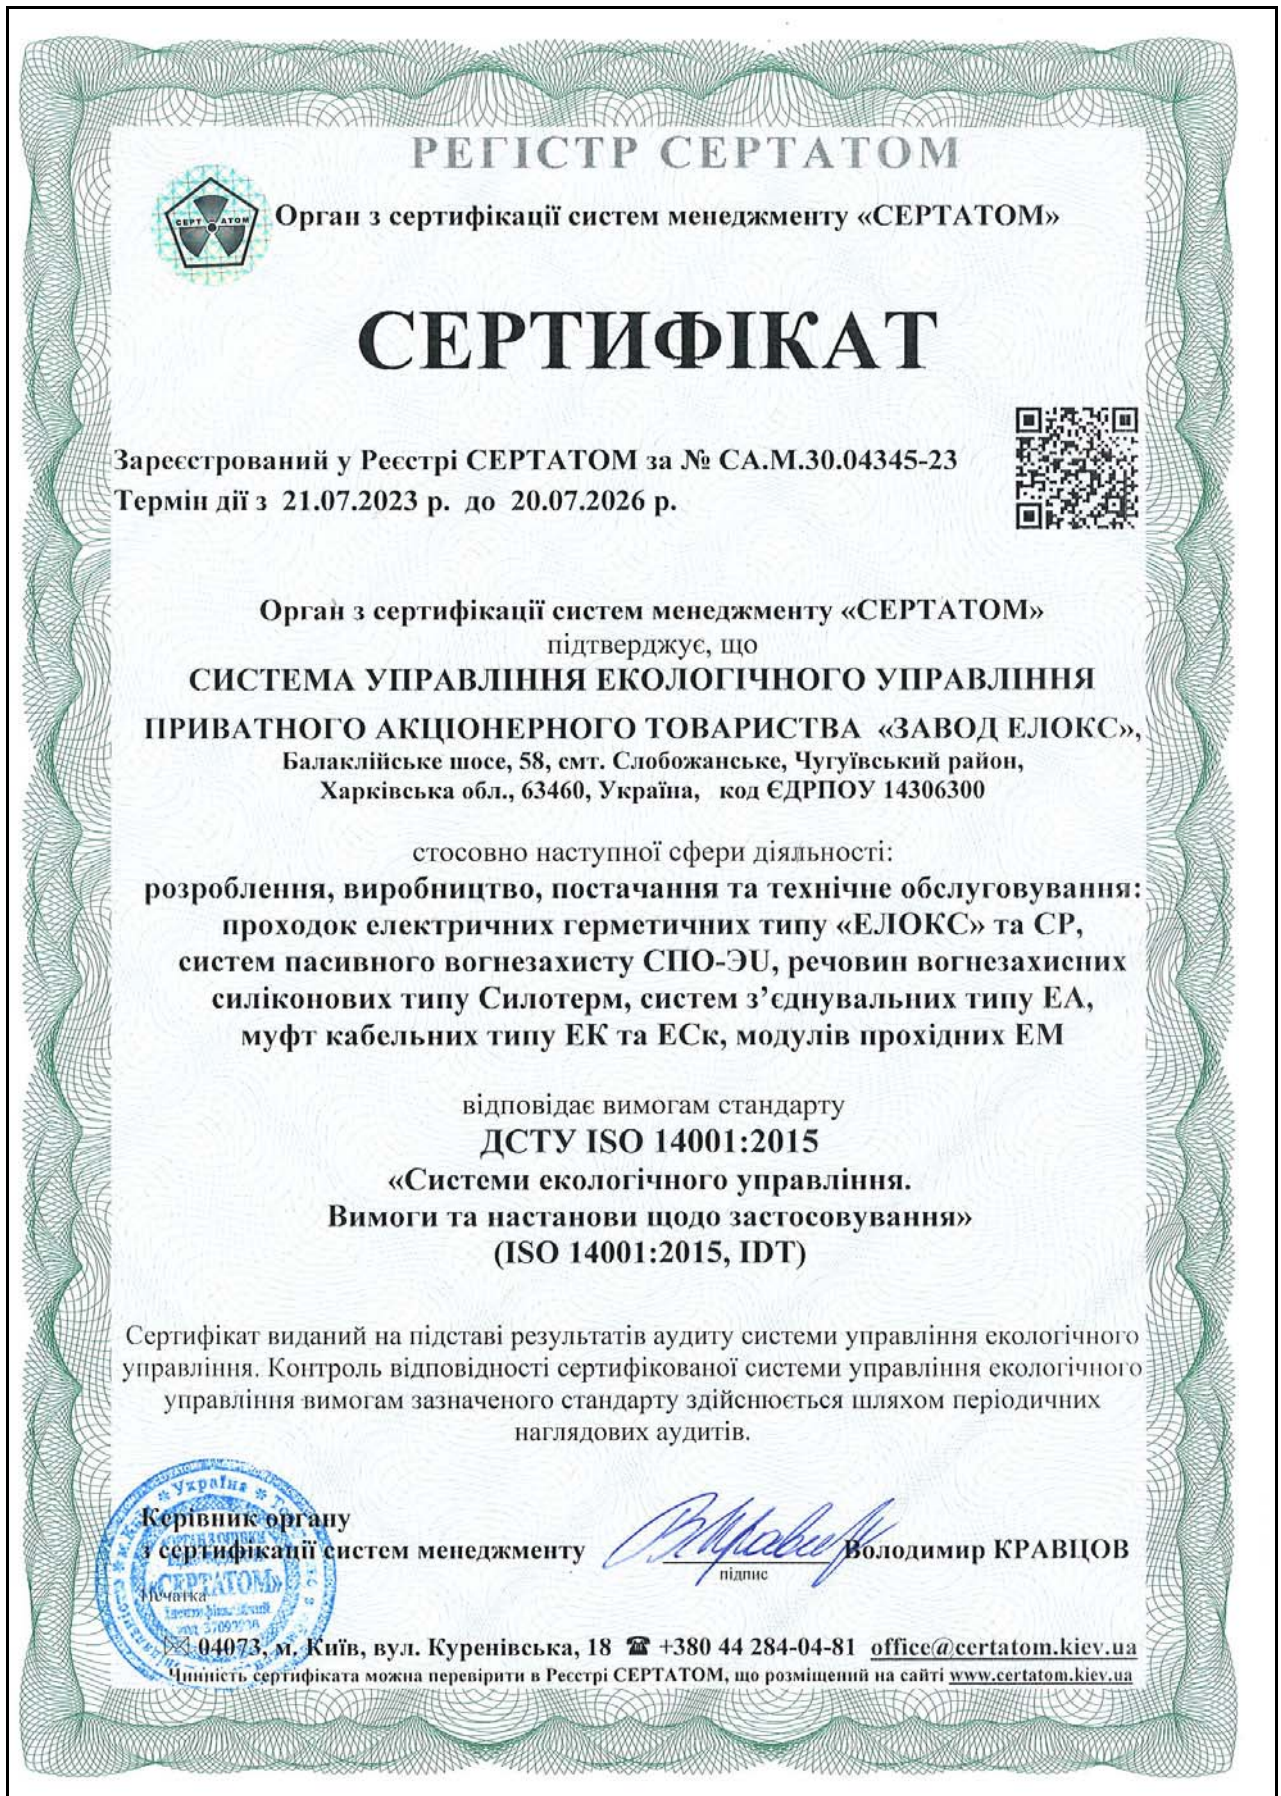 РЕГІСТР СЕРТАТОМ
СЕРТ АТОМ
Орган з сертифікації систем менеджменту «СЕРТАТОМ»
СЕРТИФІКАТ
Зареєстрований у Реєстрі СЕРТАТОМ за № СА.М.30.04345-23
Термін дії з 21.07.2023 р. до 20.07.2026 р.
Орган з сертифікації систем менеджменту «СЕРТАТОМ»
підтверджує, що
СИСТЕМА УПРАВЛІННЯ ЕКОЛОГІЧНОГО УПРАВЛІННЯ
ПРИВАТНОГО АКЦІОНЕРНОГО ТОВАРИСТВА «ЗАВОД ЕЛОКС»,
Балаклійське шосе, 58, смт. Слобожанське, Чугуївський район,
Харківська обл., 63460, Україна, код ЄДРПОУ 14306300
стосовно наступної сфери діяльності:
розроблення, виробництво, постачання та технічне обслуговування:
проходок електричних герметичних типу «ЕЛОКС» та СР,
систем пасивного вогнезахисту СПО-ЭU, речовин вогнезахисних
силіконових типу Силотерм, систем з’єднувальних типу ЕА,
муфт кабельних типу ЕК та ЕСк, модулів прохідних ЕМ
відповідає вимогам стандарту
ДСТУ ISO 14001:2015
«Системи екологічного управління.
Вимоги та настанови щодо застосовування»
(ISO 14001:2015, IDT)
Сертифікат виданий на підставі результатів аудиту системи управління екологічного
управління. Контроль відповідності сертифікованої системи управління екологічного
управління вимогам зазначеного стандарту здійснюється шляхом періодичних
наглядових аудитів.
Керівник органу
з сертифікації систем менеджменту
Володимир КРАВЦОВ
підпис
Печатка
Україна
«СЕРТАТОМ»
04073, м. Київ, вул. Куренівська, 18 ☎ +380 44 284-04-81 office@certatom.kiev.ua
Чинність сертифіката можна перевірити в Реєстрі СЕРТАТОМ, що розміщений на сайті www.certatom.kiev.ua